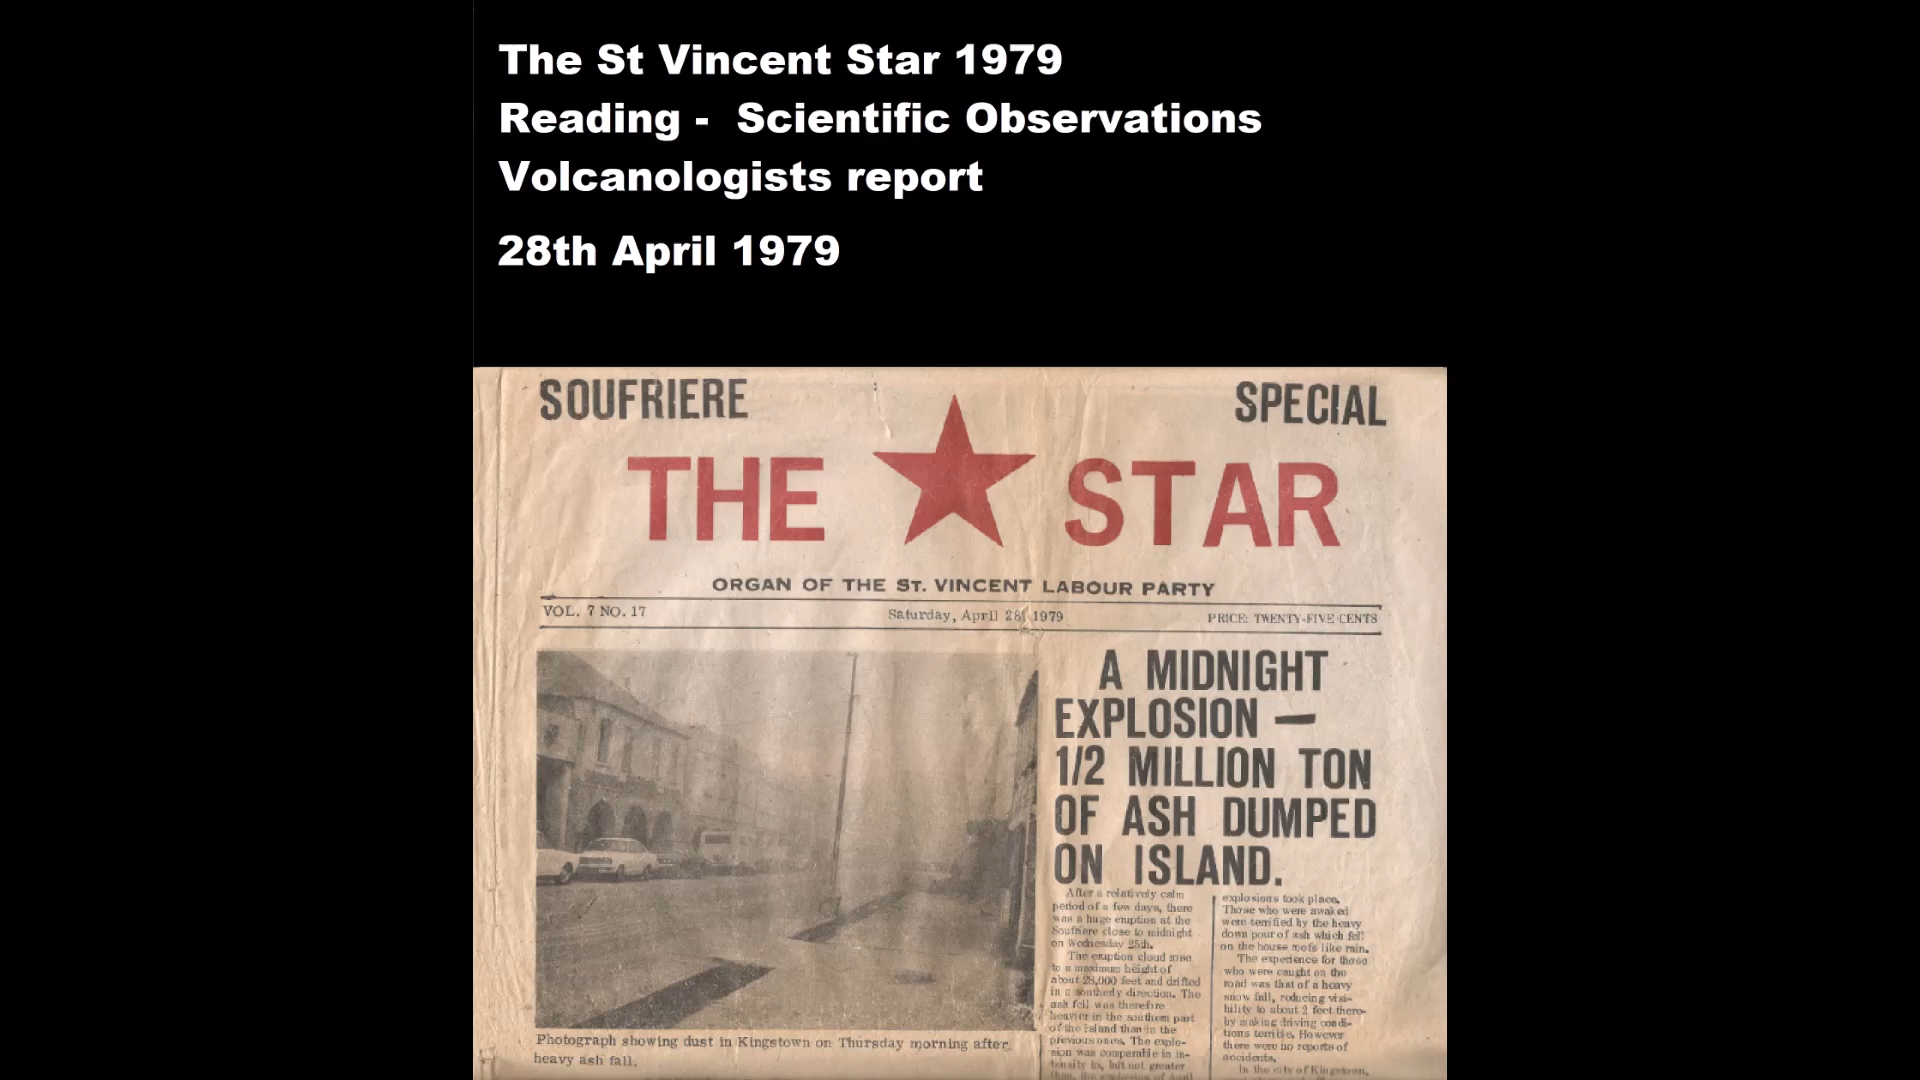 The St Vincent Star 1979
Reading - Scientific Observations
Volcanologists report
28th April 1979
SOUFRIERE
SPECIAL
THE STAR
ORGAN OF THE ST. VINCENT LABOUR PARTY
VOL. 7 NO. 17
Saturday, April 28, 1979
PRICE: TWENTY-FIVE CENTS
Photograph showing dust in Kingstown on Thursday morning after
heavy ash fall.
A MIDNIGHT
EXPLOSION —
1/2 MILLION TON
OF ASH DUMPED
ON ISLAND.
After a relatively calm
period of a few days, there
was a huge eruption at the
Soufriere close to midnight
on Wednesday 25th.
The eruption cloud rose
to a maximum height of
about 28,000 feet and drifted
in a southerly direction. The
ash fell was therefore
heavier in the southern part
of the island than in the
previous ones. The explo-
sion was comparable in in-
tensity to, but not greater
than, the explosion of April
explosions took place.
Those who were awaked
were terrified by the heavy
down pour of ash which fell
on the house roofs like rain.
The experience for those
who were caught on the
road was that of a heavy
snow fall, reducing visi-
bility to about 2 feet there-
by making driving condi-
tions terrible. However
there were no reports of
accidents.
In the city of Kingstown,